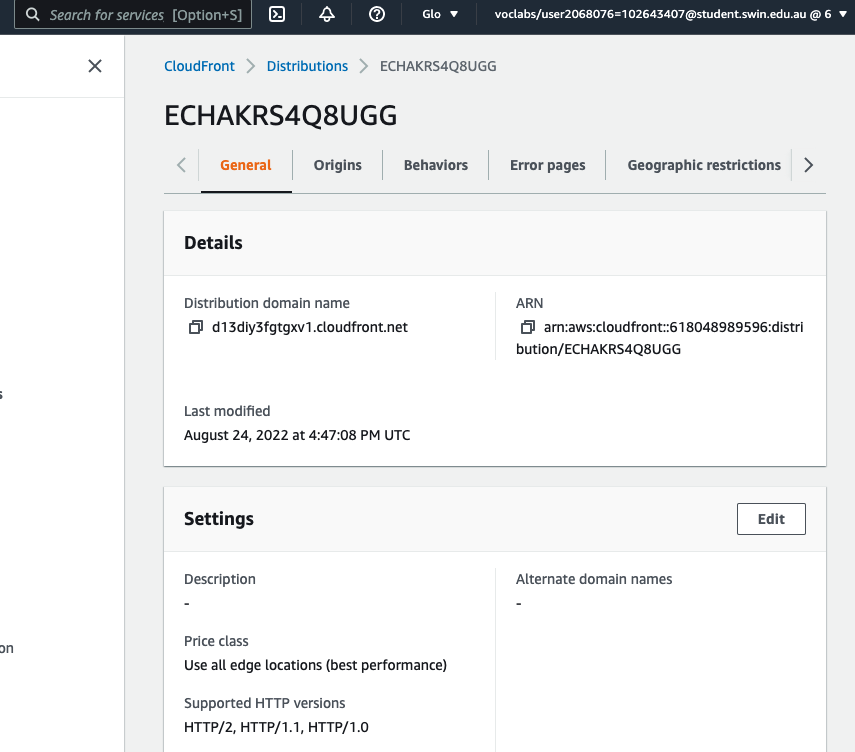 Search for services [Option+S]
Glo ▼
voclabs/user2068076=102643407@student.swin.edu.au @ 6 ▼
CloudFront > Distributions > ECHAKRS4Q8UGG
ECHAKRS4Q8UGG
General
Origins
Behaviors
Error pages
Geographic restrictions
Details
Distribution domain name
d13diy3fgtgxv1.cloudfront.net
ARN
arn:aws:cloudfront::618048989596:distri
bution/ECHAKRS4Q8UGG
Last modified
August 24, 2022 at 4:47:08 PM UTC
s
Settings
Edit
Description
-
Alternate domain names
-
Price class
Use all edge locations (best performance)
on
Supported HTTP versions
HTTP/2, HTTP/1.1, HTTP/1.0